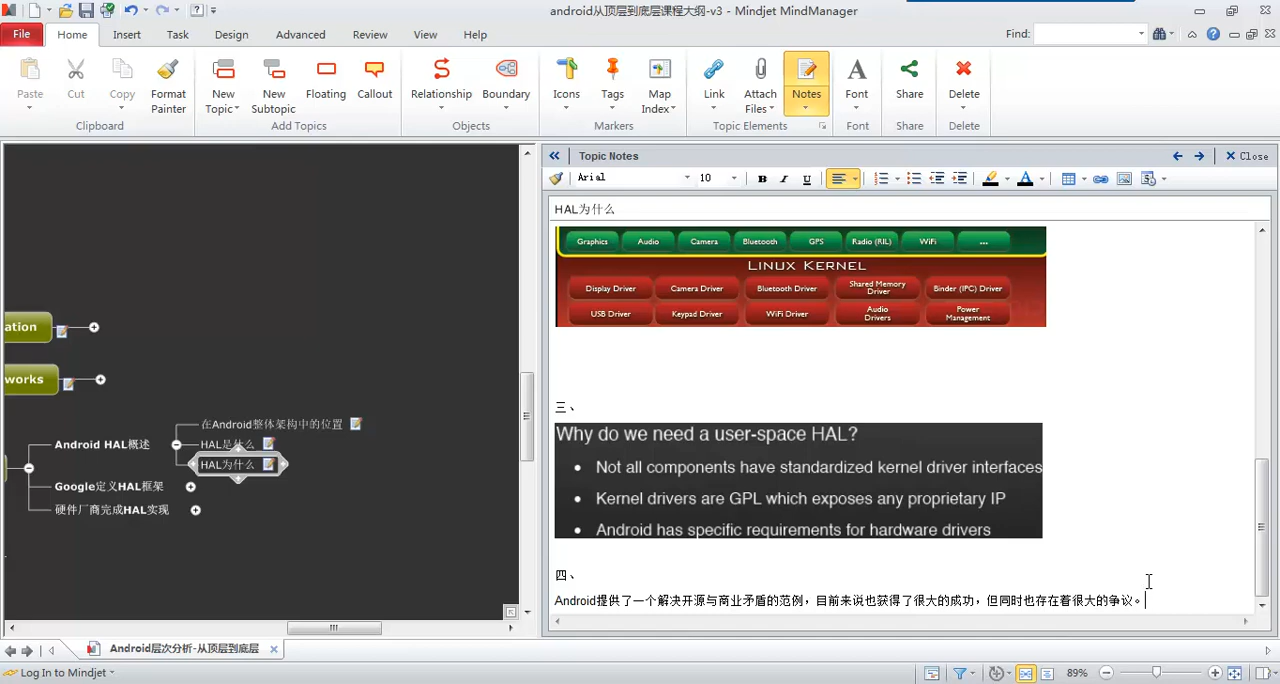 android从顶层到底层课程大纲-v3 - Mindjet MindManager
File
Home
Insert
Task
Design
Advanced
Review
View
Help
Find:
Paste
Cut
Copy
Format Painter
Clipboard
New Topic
New Subtopic
Floating
Callout
Add Topics
Relationship
Boundary
Objects
Icons
Tags
Map Index
Markers
Link
Attach Files
Notes
Topic Elements
Font
Font
Share
Share
Delete
Delete
ation
works
Android HAL概述
在Android整体架构中的位置
HAL是什么
HAL为什么
Google定义HAL框架
硬件厂商完成HAL实现
Topic Notes
Close
Arial
10
B I U
HAL为什么
Graphics Audio Camera Bluetooth GPS Radio (RIL) WiFi ...
LINUX KERNEL
Display Driver Camera Driver Bluetooth Driver Shared Memory Driver Binder (IPC) Driver
USB Driver Keypad Driver WiFi Driver Audio Drivers Power Management
三、
Why do we need a user-space HAL?
• Not all components have standardized kernel driver interfaces
• Kernel drivers are GPL which exposes any proprietary IP
• Android has specific requirements for hardware drivers
四、
Android提供了一个解决开源与商业矛盾的范例，目前来说也获得了很大的成功，但同时也存在着很大的争议。
Android层次分析-从顶层到底层
Log In to Mindjet
89%